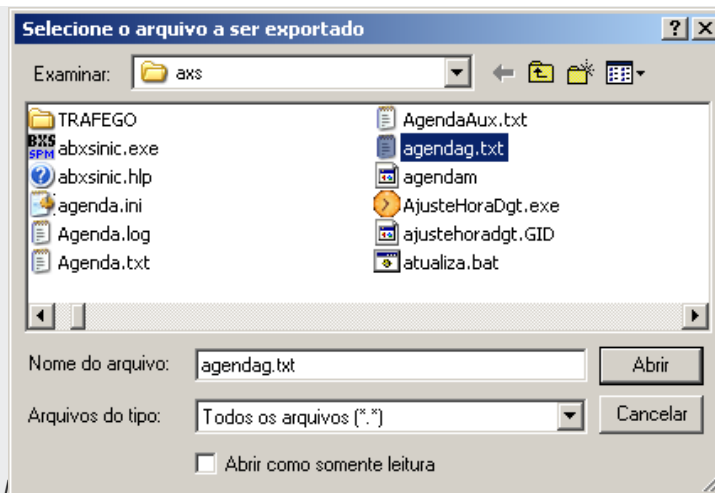 Selecione o arquivo a ser exportado
Examinar: axs
TRAFEGO
BXS SPM abxsinic.exe
abxsinic.hlp
agenda.ini
Agenda.log
Agenda.txt
AgendaAux.txt
agendag.txt
agendam
AjusteHoraDgt.exe
ajustehoradgt.GID
atualiza.bat
Nome do arquivo: agendag.txt Abrir
Arquivos do tipo: Todos os arquivos (*.*) Cancelar
Abrir como somente leitura